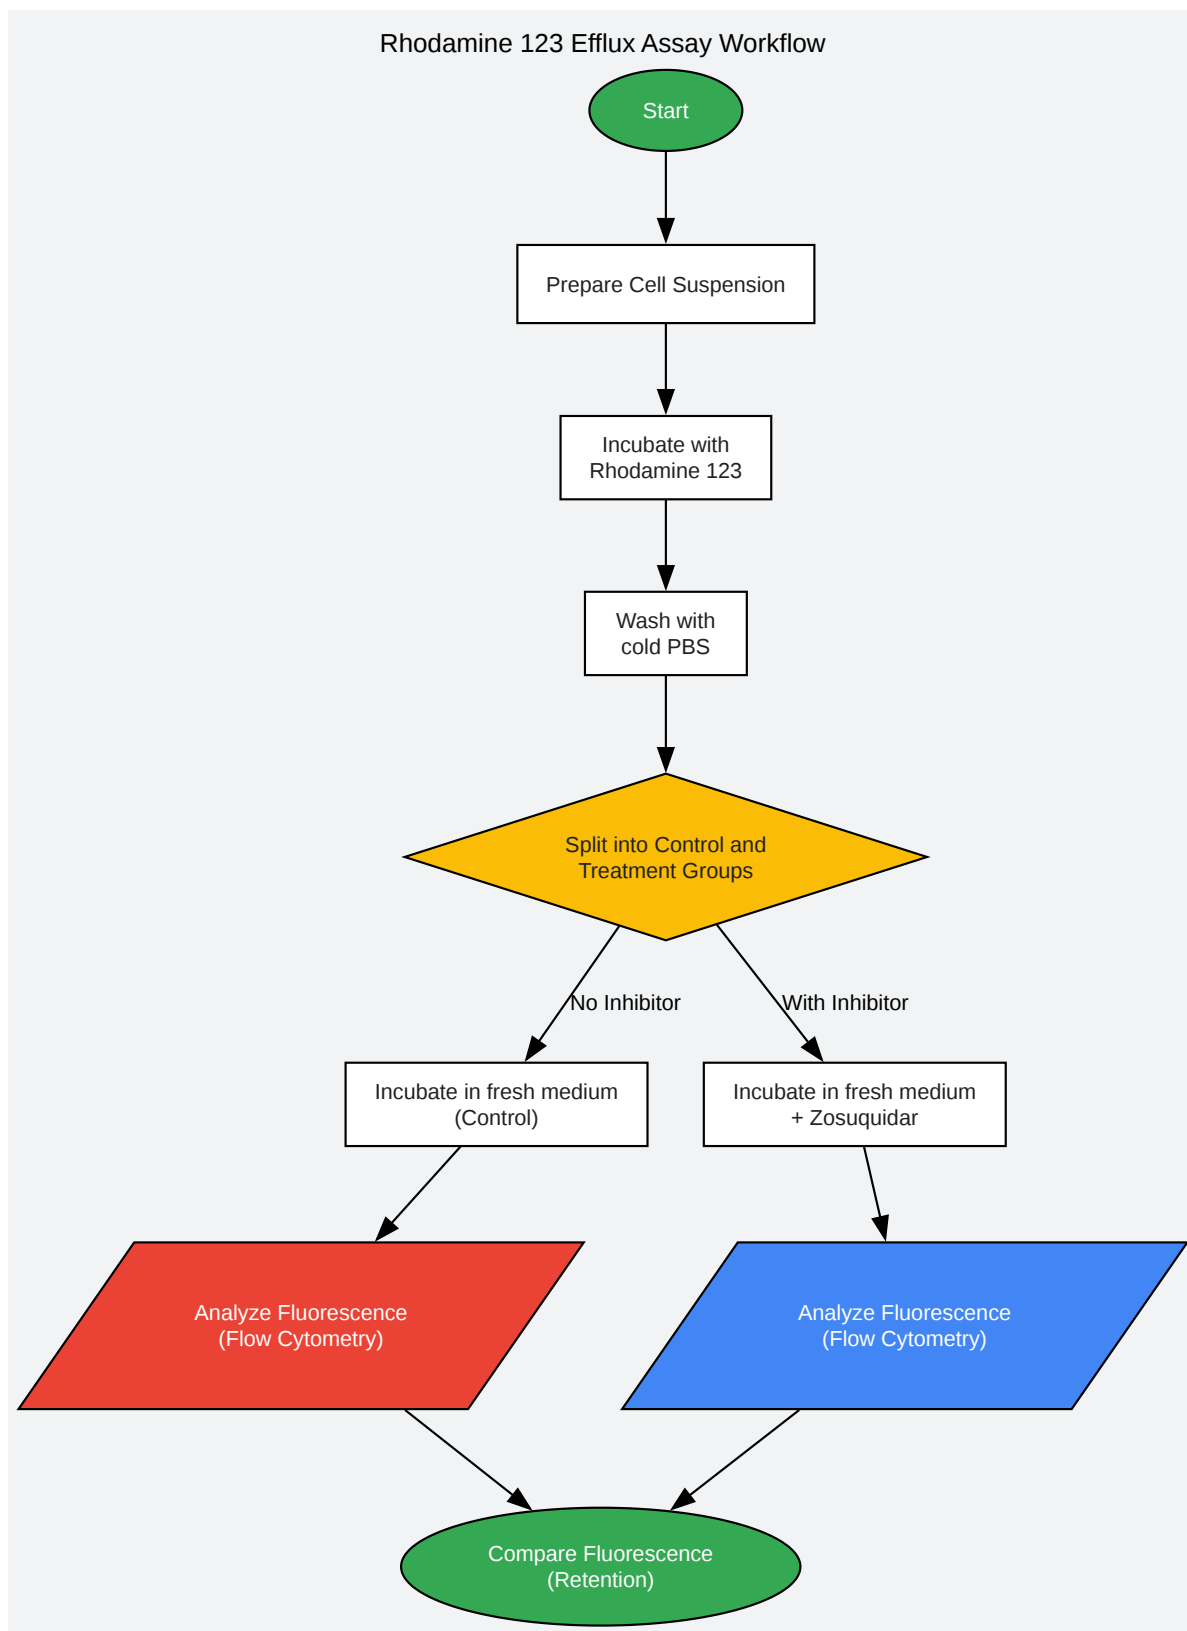 Rhodamine 123 Efflux Assay Workflow
Start
Prepare Cell Suspension
Incubate with
Rhodamine 123
Wash with
cold PBS
Split into Control and
Treatment Groups
No Inhibitor
With Inhibitor
Incubate in fresh medium
(Control)
Incubate in fresh medium
+ Zosuquidar
Analyze Fluorescence
(Flow Cytometry)
Analyze Fluorescence
(Flow Cytometry)
Compare Fluorescence
(Retention)